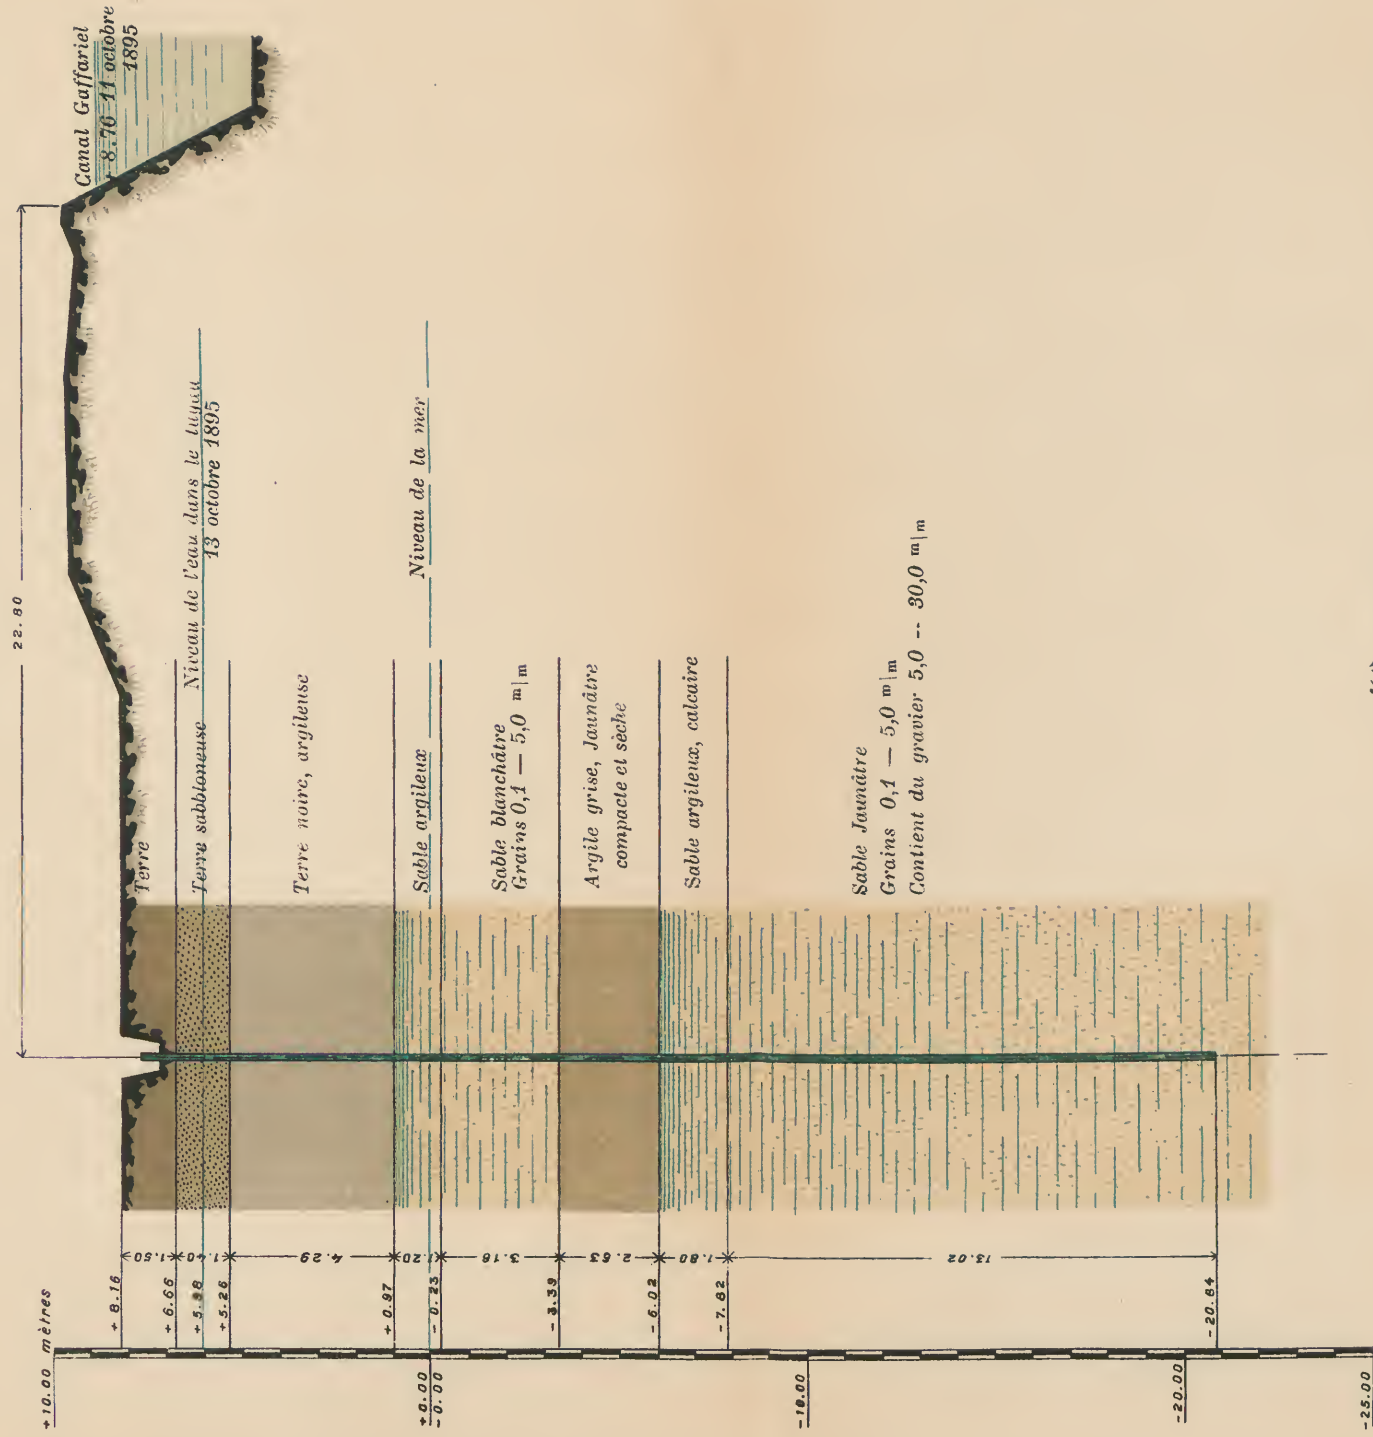 Canal Gaffariel
+ 8.76 11 octobre
1895
22.80
Terre
Terre sabbloneuse
Niveau de l'eau dans le tuyau
13 octobre 1895
Terre noire, argileuse
Sable argileux
Niveau de la mer
Sable blanchâtre
Grains 0,1 — 5,0 m|m
Argile grise, Jaunâtre
compacte et sèche
Sable argileux, calcaire
Sable Jaunâtre
Grains 0,1 — 5,0 m|m
Contient du gravier 5,0 -- 30,0 m|m
1.50
1.40
4.29
1.20
3.16
2.63
1.80
13.02
+ 8.16
+ 6.66
+ 5.98
+ 5.26
+ 0.97
- 0.23
- 3.39
- 6.02
- 7.82
- 20.84
+10.00 mètres
+0.00
-0.00
-10.00
-20.00
-25.00